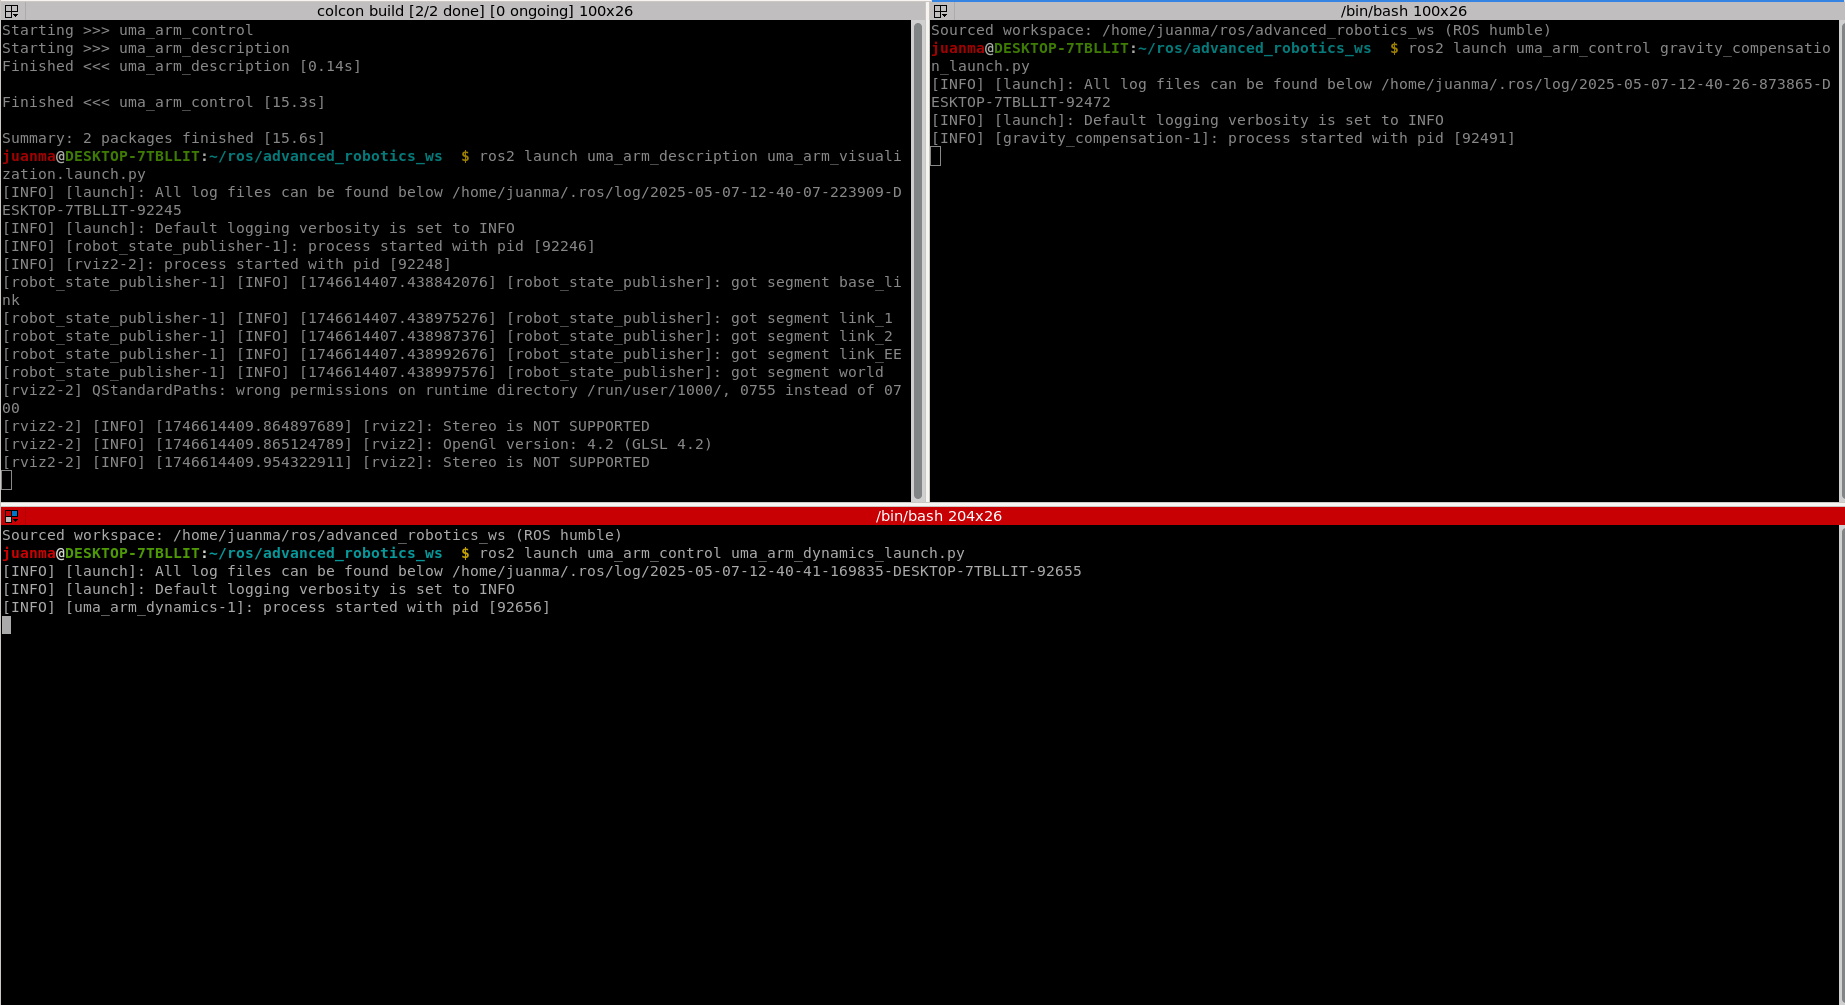 colcon build [2/2 done] [0 ongoing] 100x26
Starting >>> uma_arm_control
Starting >>> uma_arm_description
Finished <<< uma_arm_description [0.14s]
Finished <<< uma_arm_control [15.3s]
Summary: 2 packages finished [15.6s]
juanma@DESKTOP-7TBLLIT:~/ros/advanced_robotics_ws  $ ros2 launch uma_arm_description uma_arm_visuali
zation.launch.py
[INFO] [launch]: All log files can be found below /home/juanma/.ros/log/2025-05-07-12-40-07-223909-D
ESKTOP-7TBLLIT-92245
[INFO] [launch]: Default logging verbosity is set to INFO
[INFO] [robot_state_publisher-1]: process started with pid [92246]
[INFO] [rviz2-2]: process started with pid [92248]
[robot_state_publisher-1] [INFO] [1746614407.438842076] [robot_state_publisher]: got segment base_li
nk
[robot_state_publisher-1] [INFO] [1746614407.438975276] [robot_state_publisher]: got segment link_1
[robot_state_publisher-1] [INFO] [1746614407.438987376] [robot_state_publisher]: got segment link_2
[robot_state_publisher-1] [INFO] [1746614407.438992676] [robot_state_publisher]: got segment link_EE
[robot_state_publisher-1] [INFO] [1746614407.438997576] [robot_state_publisher]: got segment world
[rviz2-2] QStandardPaths: wrong permissions on runtime directory /run/user/1000/, 0755 instead of 07
00
[rviz2-2] [INFO] [1746614409.864897689] [rviz2]: Stereo is NOT SUPPORTED
[rviz2-2] [INFO] [1746614409.865124789] [rviz2]: OpenGl version: 4.2 (GLSL 4.2)
[rviz2-2] [INFO] [1746614409.954322911] [rviz2]: Stereo is NOT SUPPORTED
/bin/bash 100x26
Sourced workspace: /home/juanma/ros/advanced_robotics_ws (ROS humble)
juanma@DESKTOP-7TBLLIT:~/ros/advanced_robotics_ws  $ ros2 launch uma_arm_control gravity_compensatio
n_launch.py
[INFO] [launch]: All log files can be found below /home/juanma/.ros/log/2025-05-07-12-40-26-873865-D
ESKTOP-7TBLLIT-92472
[INFO] [launch]: Default logging verbosity is set to INFO
[INFO] [gravity_compensation-1]: process started with pid [92491]
/bin/bash 204x26
Sourced workspace: /home/juanma/ros/advanced_robotics_ws (ROS humble)
juanma@DESKTOP-7TBLLIT:~/ros/advanced_robotics_ws  $ ros2 launch uma_arm_control uma_arm_dynamics_launch.py
[INFO] [launch]: All log files can be found below /home/juanma/.ros/log/2025-05-07-12-40-41-169835-DESKTOP-7TBLLIT-92655
[INFO] [launch]: Default logging verbosity is set to INFO
[INFO] [uma_arm_dynamics-1]: process started with pid [92656]